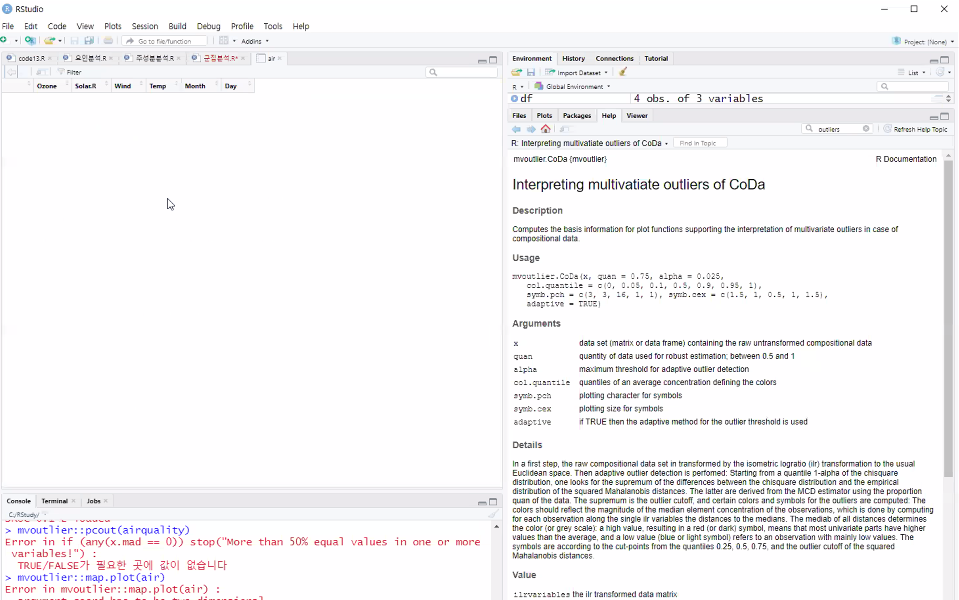 RStudio
File Edit Code View Plots Session Build Debug Profile Tools Help
Go to file/function Addins Project: (None)
code13.R 요인분석.R 주성분분석.R 군집분석.R* air
Filter
Ozone Solar.R Wind Temp Month Day
Environment History Connections Tutorial
Import Dataset List
R Global Environment
df 4 obs. of 3 variables
Files Plots Packages Help Viewer
outliers Refresh Help Topic
R: Interpreting multivatiate outliers of CoDa Find in Topic
mvoutlier.CoDa {mvoutlier} R Documentation
Interpreting multivatiate outliers of CoDa
Description
Computes the basis information for plot functions supporting the interpretation of multivariate outliers in case of
compositional data.
Usage
mvoutlier.CoDa(x, quan = 0.75, alpha = 0.025,
col.quantile = c(0, 0.05, 0.1, 0.5, 0.9, 0.95, 1),
symb.pch = c(3, 3, 16, 1, 1), symb.cex = c(1.5, 1, 0.5, 1, 1.5),
adaptive = TRUE)
Arguments
x data set (matrix or data frame) containing the raw untransformed compositional data
quan quantity of data used for robust estimation; between 0.5 and 1
alpha maximum threshold for adaptive outlier detection
col.quantile quantiles of an average concentration defining the colors
symb.pch plotting character for symbols
symb.cex plotting size for symbols
adaptive if TRUE then the adaptive method for the outlier threshold is used
Details
In a first step, the raw compositional data set in transformed by the isometric logratio (ilr) transformation to the usual
Euclidean space. Then adaptive outlier detection is perfomed: Starting from a quantile 1-alpha of the chisquare
distribution, one looks for the supremum of the differences between the chisquare distribution and the empirical
distribution of the squared Mahalanobis distances. The latter are derived from the MCD estimator using the proportion
quan of the data. The supremum is the outlier cutoff, and certain colors and symbols for the outliers are computed: The
colors should reflect the magnitude of the median element concentration of the observations, which is done by computing
for each observation along the single ilr variables the distances to the medians. The mediab of all distances determines
the color (or grey scale): a high value, resulting in a red (or dark) symbol, means that most univariate parts have higher
values than the average, and a low value (blue or light symbol) refers to an observation with mainly low values. The
symbols are according to the cut-points from the quantiles 0.25, 0.5, 0.75, and the outlier cutoff of the squared
Mahalanobis distances.
Value
ilrvariables the ilr transformed data matrix
Console Terminal Jobs
C:/RStudy/
> mvoutlier::pcout(airquality)
Error in if (any(x.mad == 0)) stop("More than 50% equal values in one or more
variables!") :
TRUE/FALSE가 필요한 곳에 값이 없습니다
> mvoutlier::map.plot(air)
Error in mvoutlier::map.plot(air) :